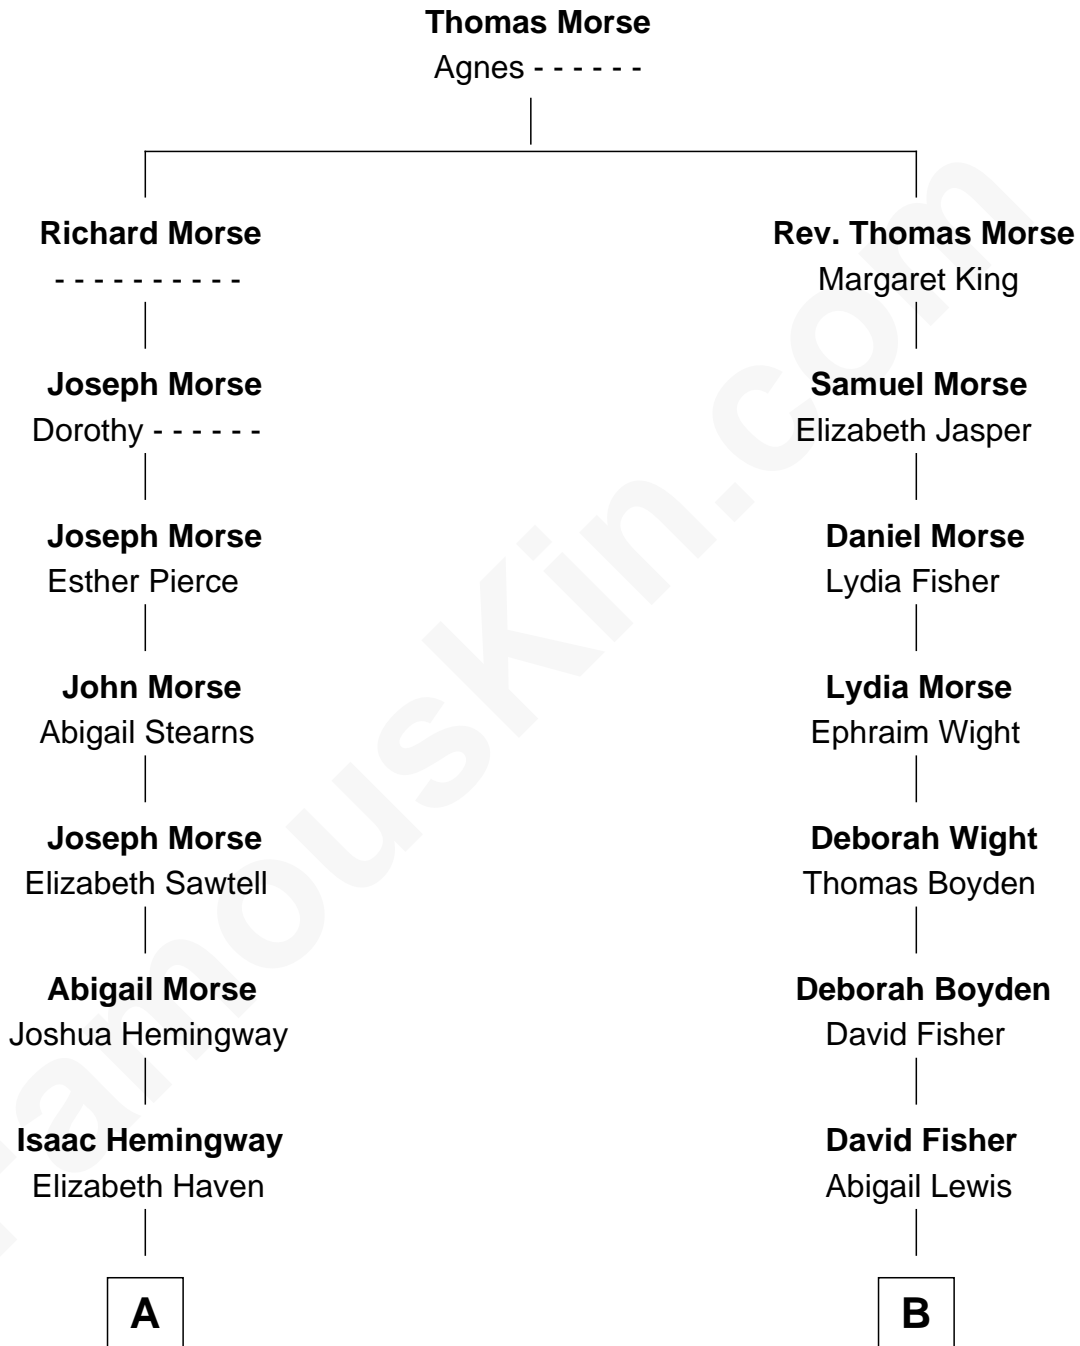 Thomas Morse
Agnes - - - - - -
Richard Morse
- - - - - - - - - -
Rev. Thomas Morse
Margaret King
Joseph Morse
Dorothy - - - - - -
Samuel Morse
Elizabeth Jasper
Joseph Morse
Esther Pierce
Daniel Morse
Lydia Fisher
John Morse
Abigail Stearns
Lydia Morse
Ephraim Wight
Joseph Morse
Elizabeth Sawtell
Deborah Wight
Thomas Boyden
Abigail Morse
Joshua Hemingway
Deborah Boyden
David Fisher
Isaac Hemingway
Elizabeth Haven
David Fisher
Abigail Lewis
A
B
FamousKin.com